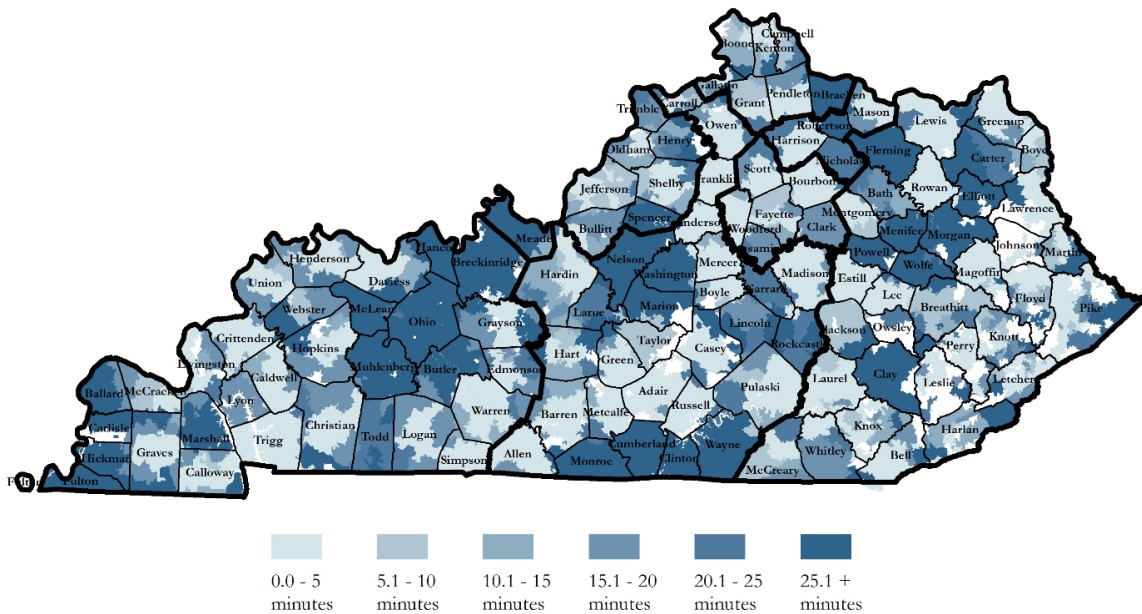 Boone
Campbell
Kenton
Gallatin
Carroll
Trimble
Grant
Pendleton
Bracken
Mason
Owen
Robertson
Lewis
Greenup
Henry
Oldham
Harrison
Fleming
Carter
Boyd
Nicholas
Scott
Franklin
Shelby
Jefferson
Bourbon
Bath
Rowan
Elliott
Lawrence
Spencer
Fayette
Montgomery
Woodford
Clark
Bullitt
Menifee
Morgan
Johnson
Martin
Meade
Hancock
Breckinridge
Henderson
Hardin
Nelson
Washington
Mercer
Madison
Powell
Wolfe
Magoffin
Union
Daviess
Boyle
Garrard
Estill
Lee
Floyd
Pike
Webster
McLean
Ohio
Grayson
Larue
Marion
Lincoln
Breathitt
Crittenden
Hopkins
Taylor
Casey
Rockcastle
Jackson
Owsley
Perry
Knott
Livingston
Hart
Green
Edmonson
Muhlenberg
Butler
Caldwell
Clay
Leslie
Letcher
Ballard
McCracken
Lyon
Adair
Pulaski
Laurel
Warren
Barren
Metcalfe
Russell
Christian
Knox
Harlan
Carlisle
Marshall
Trigg
Todd
Logan
Simpson
Allen
Monroe
Cumberland
Clinton
Wayne
Whitley
Bell
McCreary
Hickman
Graves
Calloway
Fulton
0.0 - 5 minutes
5.1 - 10 minutes
10.1 - 15 minutes
15.1 - 20 minutes
20.1 - 25 minutes
25.1 + minutes